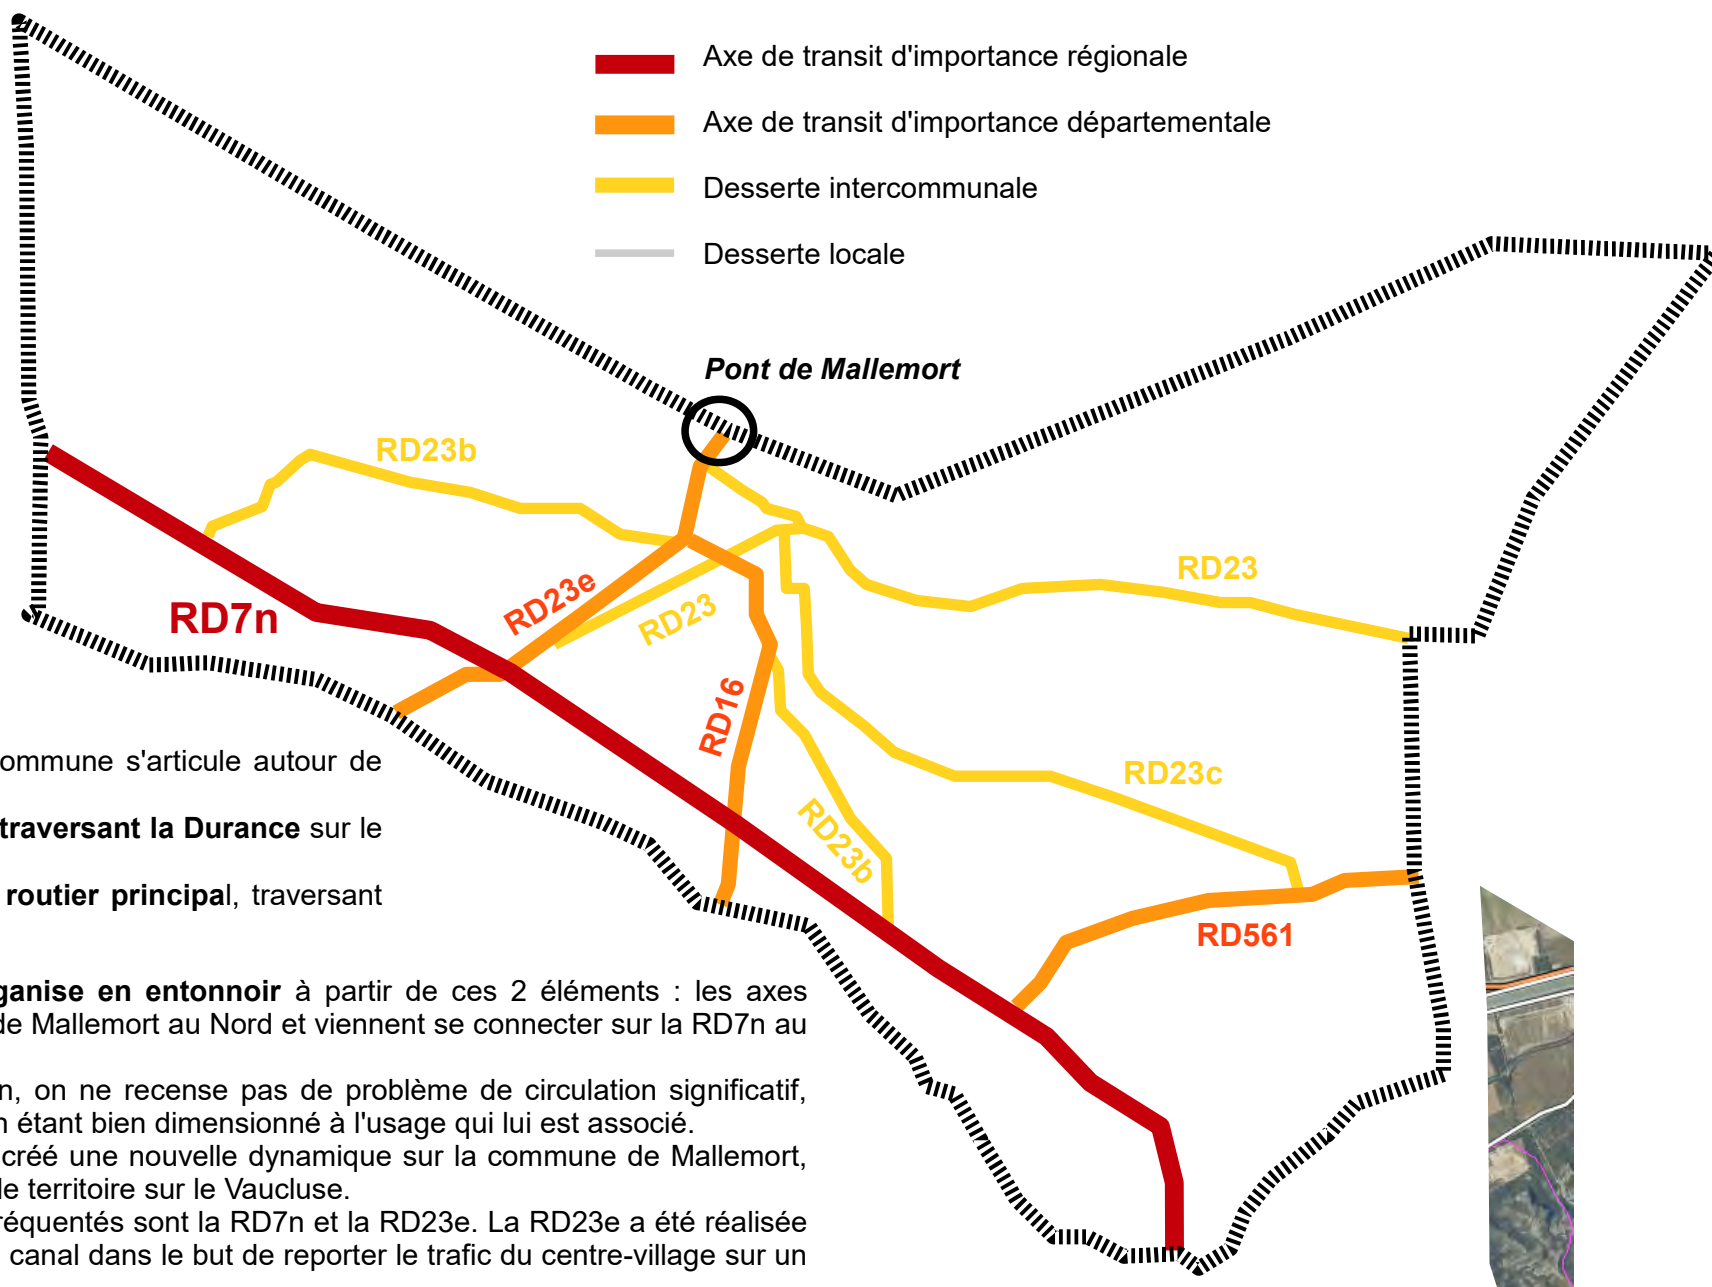 Axe de transit d'importance régionale
Axe de transit d'importance départementale
Desserte intercommunale
Desserte locale
Pont de Mallemort
RD23b
RD23e
RD23
RD23
RD7n
RD16
RD23c
RD23b
RD561
ommune s'articule autour de
traversant la Durance sur le
routier principal, traversant
ganise en entonnoir à partir de ces 2 éléments : les axes
de Mallemort au Nord et viennent se connecter sur la RD7n au
n, on ne recense pas de problème de circulation significatif,
n étant bien dimensionné à l'usage qui lui est associé.
créé une nouvelle dynamique sur la commune de Mallemort,
le territoire sur le Vaucluse.
réquentés sont la RD7n et la RD23e. La RD23e a été réalisée
canal dans le but de reporter le trafic du centre-village sur un